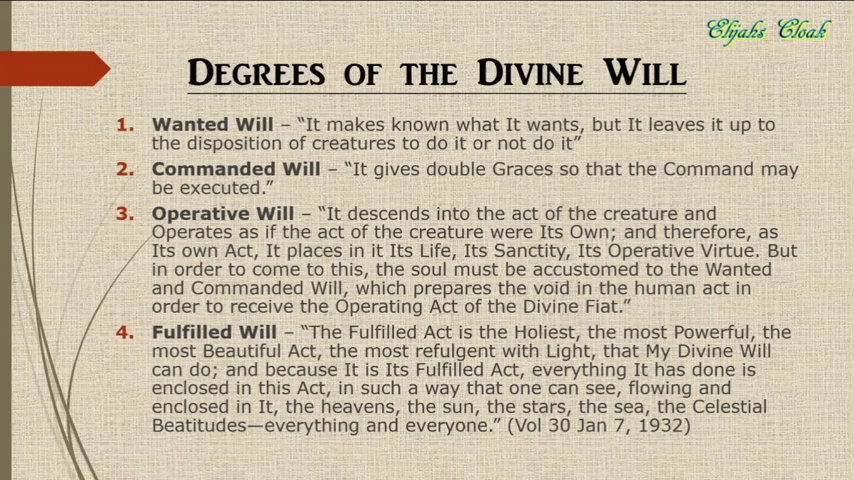 Elijahs Cloak
Degrees of the Divine Will
1. Wanted Will – “It makes known what It wants, but It leaves it up to
the disposition of creatures to do it or not do it”
2. Commanded Will – “It gives double Graces so that the Command may
be executed.”
3. Operative Will – “It descends into the act of the creature and
Operates as if the act of the creature were Its Own; and therefore, as
Its own Act, It places in it Its Life, Its Sanctity, Its Operative Virtue. But
in order to come to this, the soul must be accustomed to the Wanted
and Commanded Will, which prepares the void in the human act in
order to receive the Operating Act of the Divine Fiat.”
4. Fulfilled Will – “The Fulfilled Act is the Holiest, the most Powerful, the
most Beautiful Act, the most refulgent with Light, that My Divine Will
can do; and because It is Its Fulfilled Act, everything It has done is
enclosed in this Act, in such a way that one can see, flowing and
enclosed in It, the heavens, the sun, the stars, the sea, the Celestial
Beatitudes—everything and everyone.” (Vol 30 Jan 7, 1932)